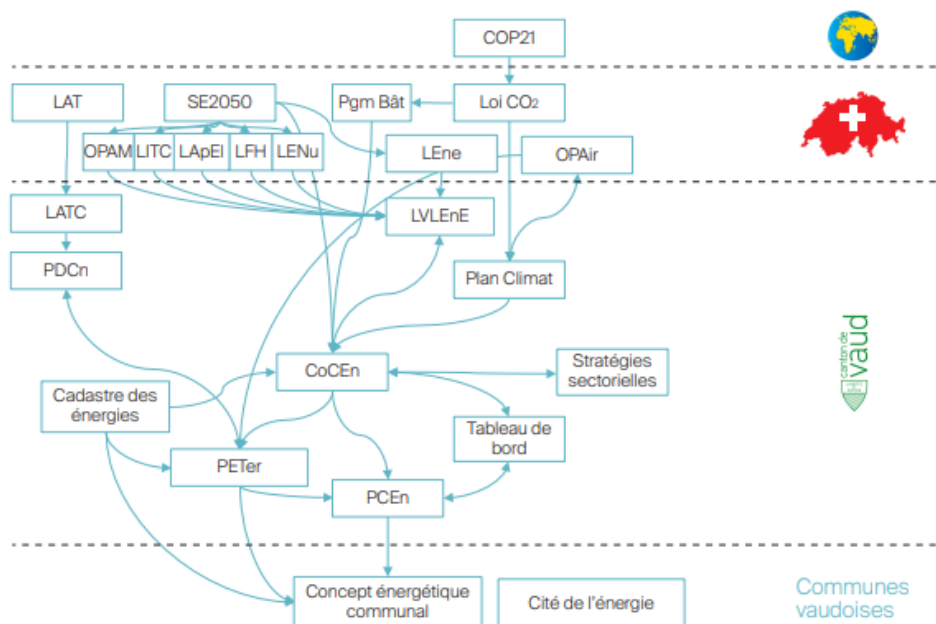 COP21
LAT
SE2050
Pgm Bât
Loi CO2
OPAM
LITC
LApEl
LFH
LENu
LEne
OPAir
LATC
LVLEnE
PDCn
Plan Climat
CoCEn
Stratégies
sectorielles
Cadastre des
énergies
Tableau de
bord
PETer
PCEn
canton de
vaud
Concept énergétique
communal
Cité de l'énergie
Communes
vaudoises